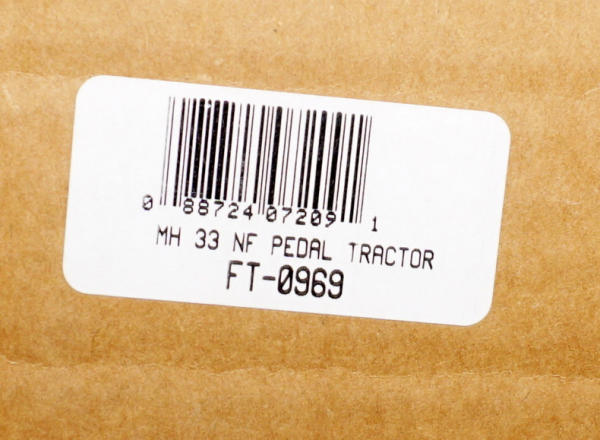 0 88724 07209 1
MH 33 NF PEDAL TRACTOR
FT-0969